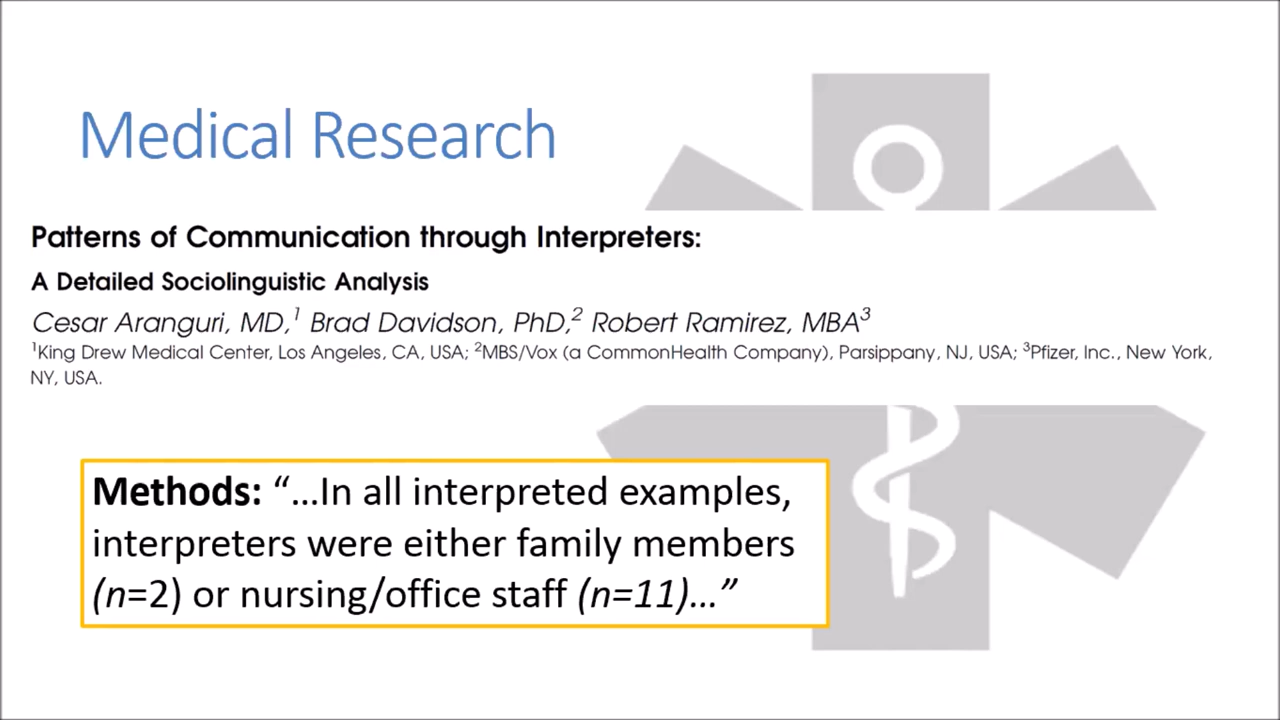 Medical Research
Patterns of Communication through Interpreters:
A Detailed Sociolinguistic Analysis
Cesar Aranguri, MD,¹ Brad Davidson, PhD,² Robert Ramirez, MBA³
¹King Drew Medical Center, Los Angeles, CA, USA; ²MBS/Vox (a CommonHealth Company), Parsippany, NJ, USA; ³Pfizer, Inc., New York,
NY, USA.
Methods: “…In all interpreted examples,
interpreters were either family members
(n=2) or nursing/office staff (n=11)…”